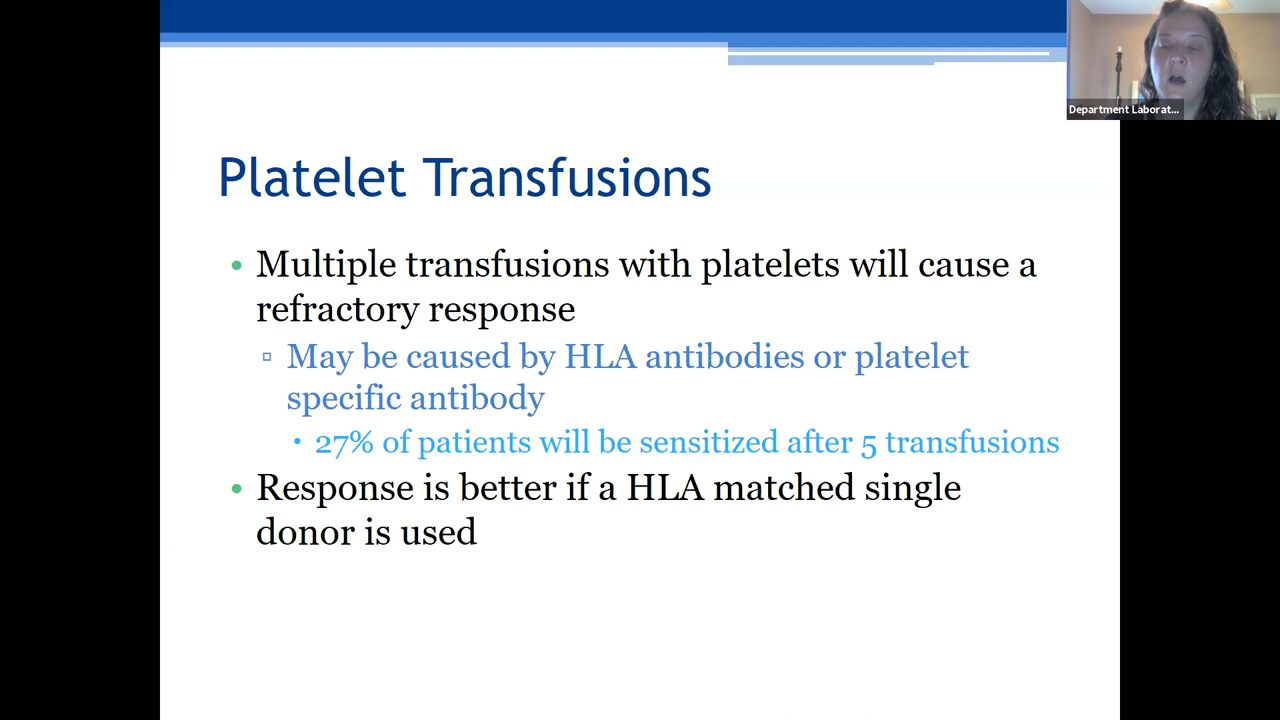 Department Laborat...
Platelet Transfusions
• Multiple transfusions with platelets will cause a
refractory response
▫ May be caused by HLA antibodies or platelet
specific antibody
• 27% of patients will be sensitized after 5 transfusions
• Response is better if a HLA matched single
donor is used